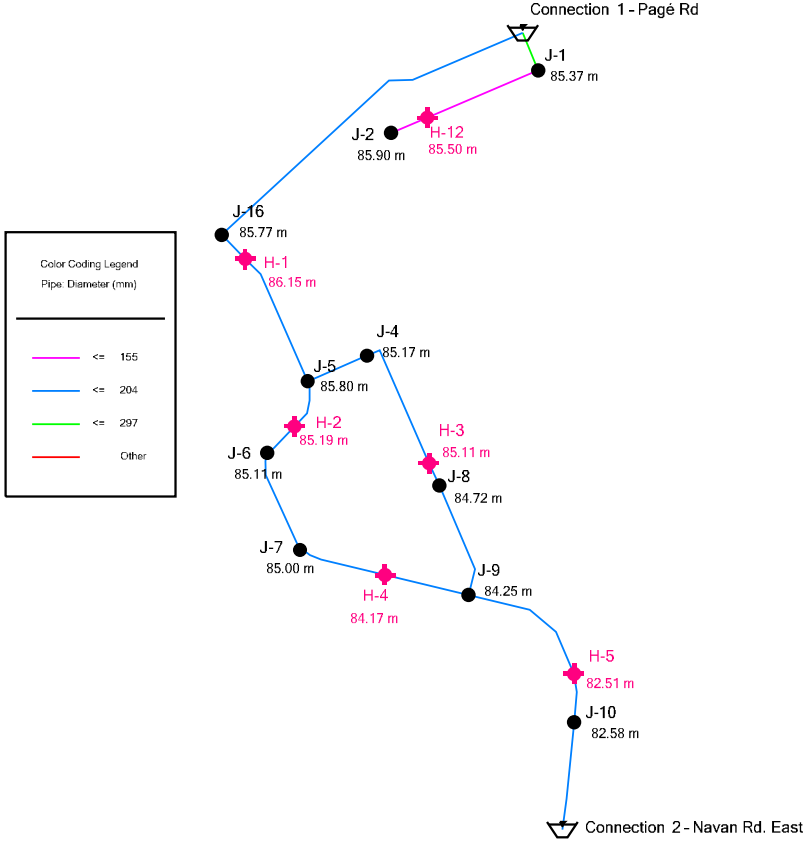 Connection 1 - Pagé Rd
J-1
85.37 m
J-2
H-12
85.90 m
85.50 m
J-16
85.77 m
H-1
86.15 m
Color Coding Legend
Pipe: Diameter (mm)
<= 155
<= 204
<= 297
Other
J-4
85.17 m
J-5
85.80 m
H-2
85.19 m
H-3
85.11 m
J-6
85.11 m
J-8
84.72 m
J-7
85.00 m
J-9
84.25 m
H-4
84.17 m
H-5
82.51 m
J-10
82.58 m
Connection 2 - Navan Rd. East